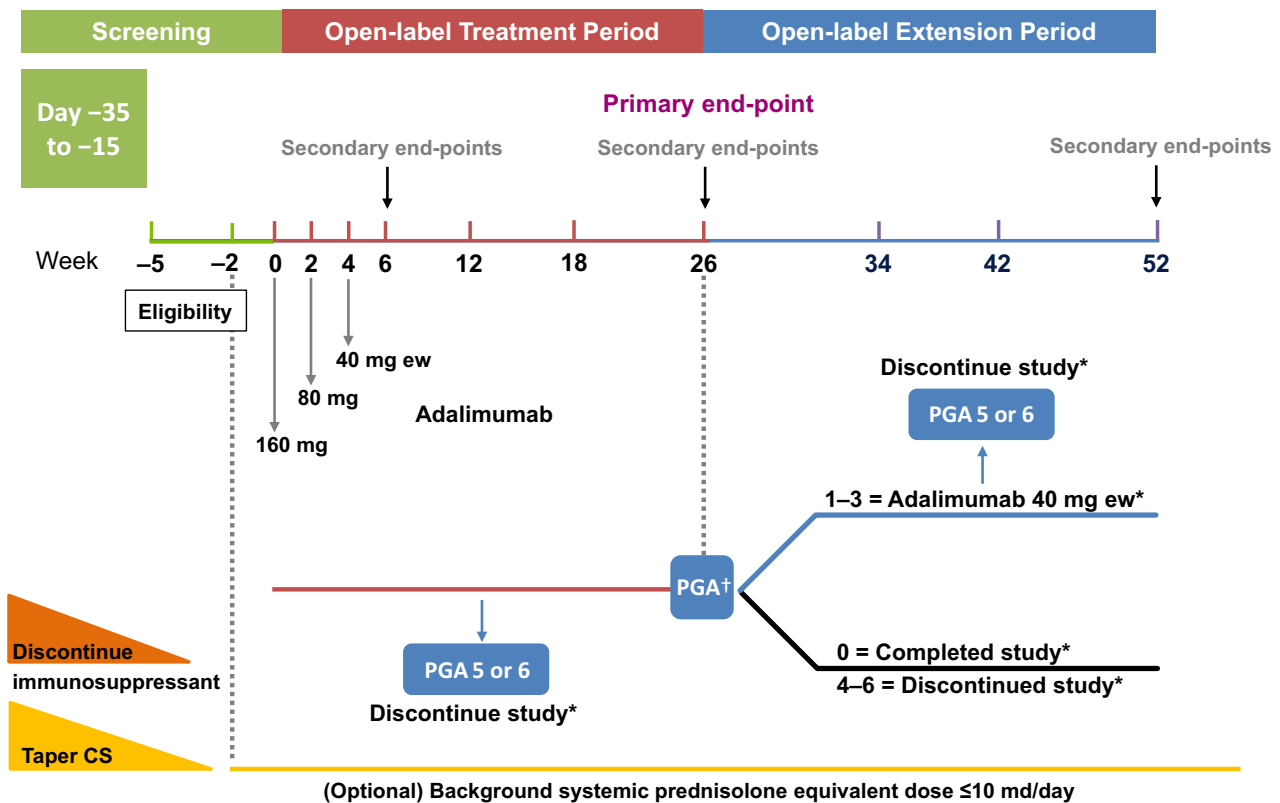 Screening
Open-label Treatment Period
Open-label Extension Period
Day −35
to −15
Primary end-point
Secondary end-points
Secondary end-points
Secondary end-points
Week
−5
−2
0
2
4
6
12
18
26
34
42
52
Eligibility
40 mg ew
80 mg
160 mg
Adalimumab
Discontinue study*
PGA 5 or 6
1–3 = Adalimumab 40 mg ew*
PGA†
PGA 5 or 6
Discontinue study*
0 = Completed study*
4–6 = Discontinued study*
Discontinue
immunosuppressant
Taper CS
(Optional) Background systemic prednisolone equivalent dose ≤10 md/day